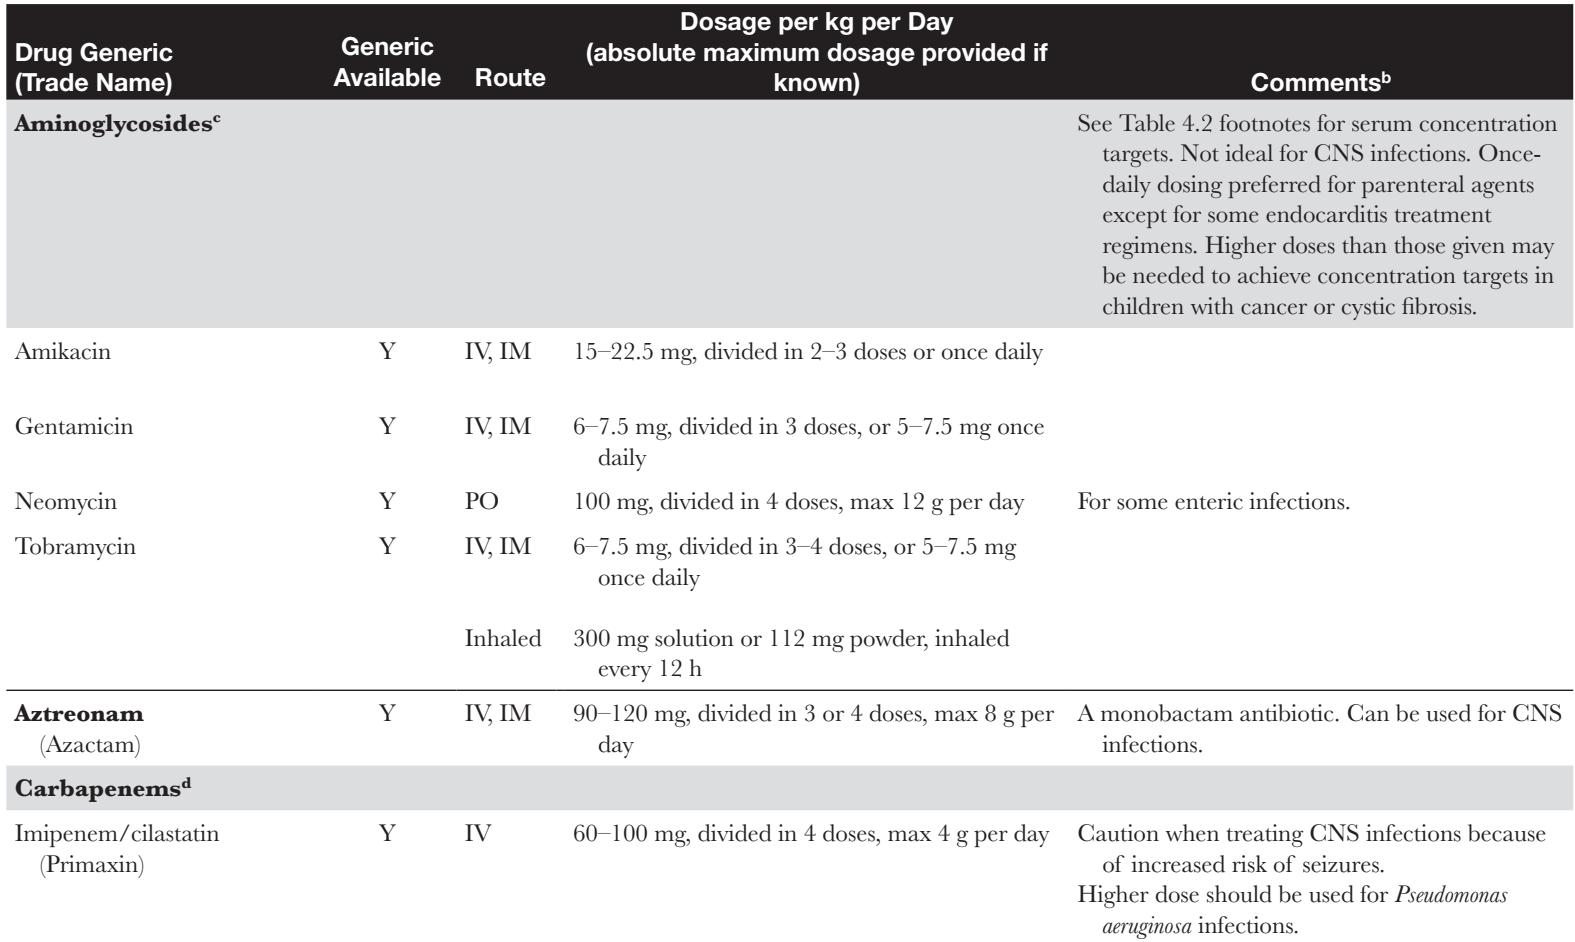 Drug Generic
(Trade Name)
Generic
Available
Route
Dosage per kg per Day
(absolute maximum dosage provided if
known)
Commentsᵇ
Aminoglycosidesᶜ
See Table 4.2 footnotes for serum concentration
targets. Not ideal for CNS infections. Once-
daily dosing preferred for parenteral agents
except for some endocarditis treatment
regimens. Higher doses than those given may
be needed to achieve concentration targets in
children with cancer or cystic fibrosis.
Amikacin
Y
IV, IM
15–22.5 mg, divided in 2–3 doses or once daily
Gentamicin
Y
IV, IM
6–7.5 mg, divided in 3 doses, or 5–7.5 mg once
daily
Neomycin
Y
PO
100 mg, divided in 4 doses, max 12 g per day
For some enteric infections.
Tobramycin
Y
IV, IM
6–7.5 mg, divided in 3–4 doses, or 5–7.5 mg
once daily
Inhaled
300 mg solution or 112 mg powder, inhaled
every 12 h
Aztreonam
(Azactam)
Y
IV, IM
90–120 mg, divided in 3 or 4 doses, max 8 g per
day
A monobactam antibiotic. Can be used for CNS
infections.
Carbapenemsᵈ
Imipenem/cilastatin
(Primaxin)
Y
IV
60–100 mg, divided in 4 doses, max 4 g per day
Caution when treating CNS infections because
of increased risk of seizures.
Higher dose should be used for Pseudomonas
aeruginosa infections.